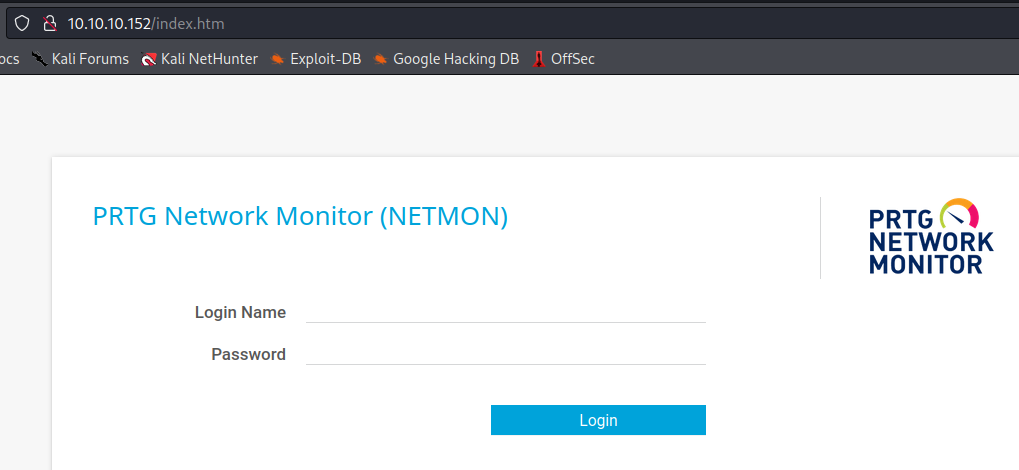 10.10.10.152/index.htm
ocs Kali Forums Kali NetHunter Exploit-DB Google Hacking DB OffSec
PRTG Network Monitor (NETMON)
PRTG
NETWORK
MONITOR
Login Name
Password
Login